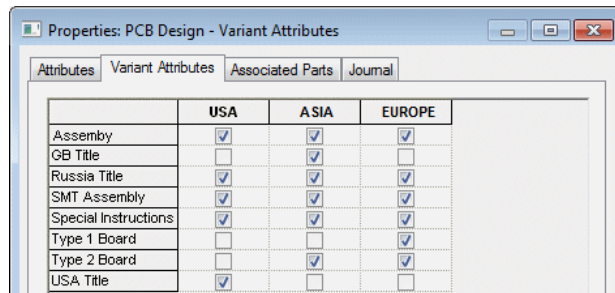 Properties: PCB Design - Variant Attributes
Attributes Variant Attributes Associated Parts Journal
USA ASIA EUROPE
Assemby
GB Title
Russia Title
SMT Assembly
Special Instructions
Type 1 Board
Type 2 Board
USA Title